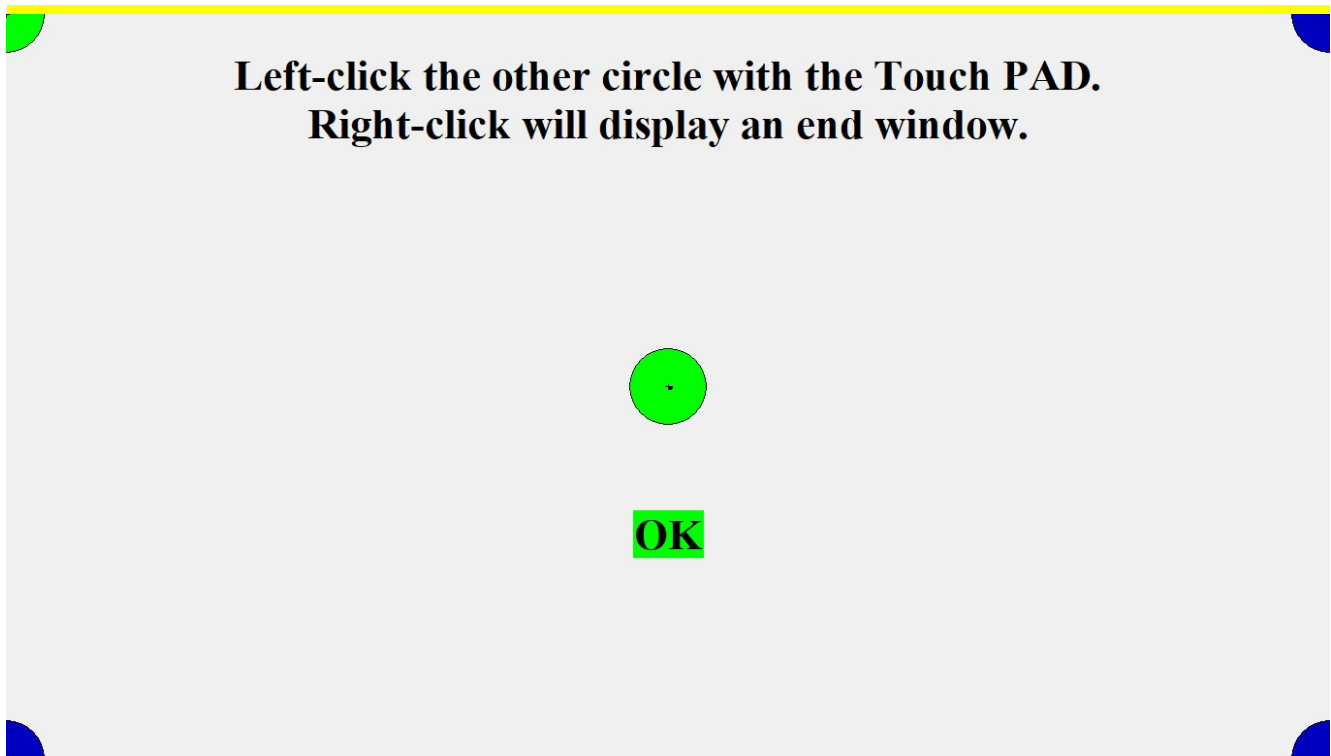 Left-click the other circle with the Touch PAD.
Right-click will display an end window.
OK